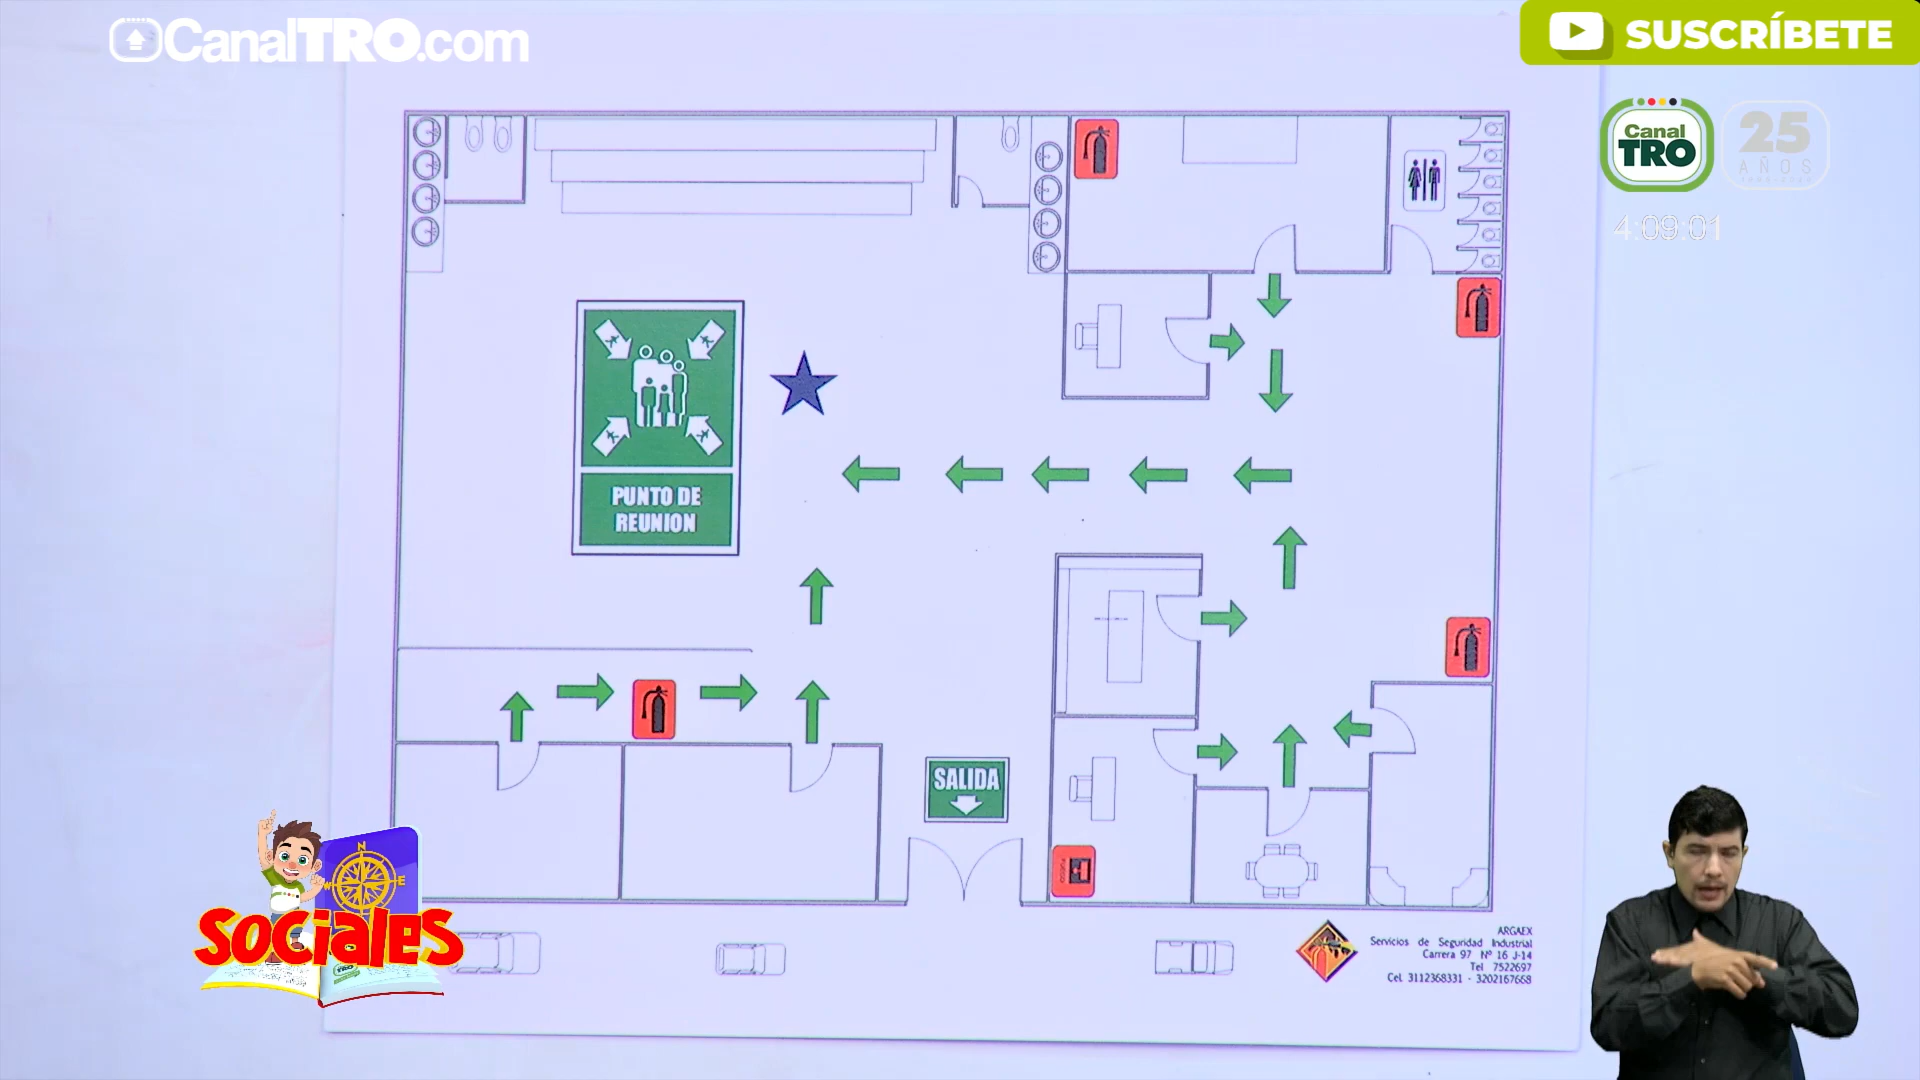 CanalTRO.com
SUSCRÍBETE
Canal
TRO
25
AÑOS
4:09:01
PUNTO DE
REUNION
SALIDA
FUEGO
N
W
E
SOCIALES
ARGAEX
Servicios de Seguridad Industrial
Carrera 97 Nº 16 J-14
Tel 7522697
Cel. 3112368331 - 3202167668